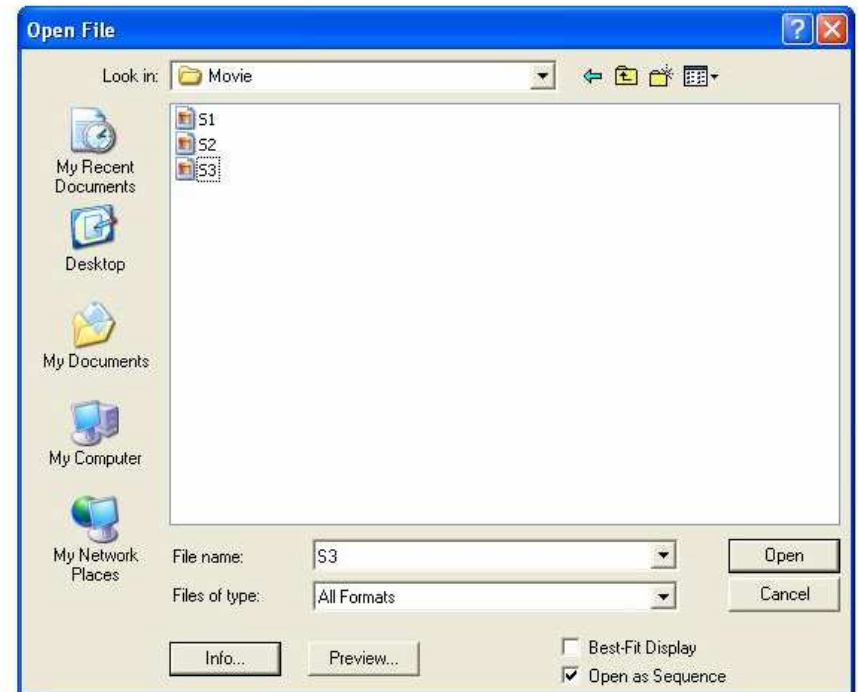 Open File
Look in: Movie
S1
S2
S3
My Recent
Documents
Desktop
My Documents
My Computer
My Network
Places
File name: S3 Open
Files of type: All Formats Cancel
Info... Preview... Best-Fit Display
Open as Sequence